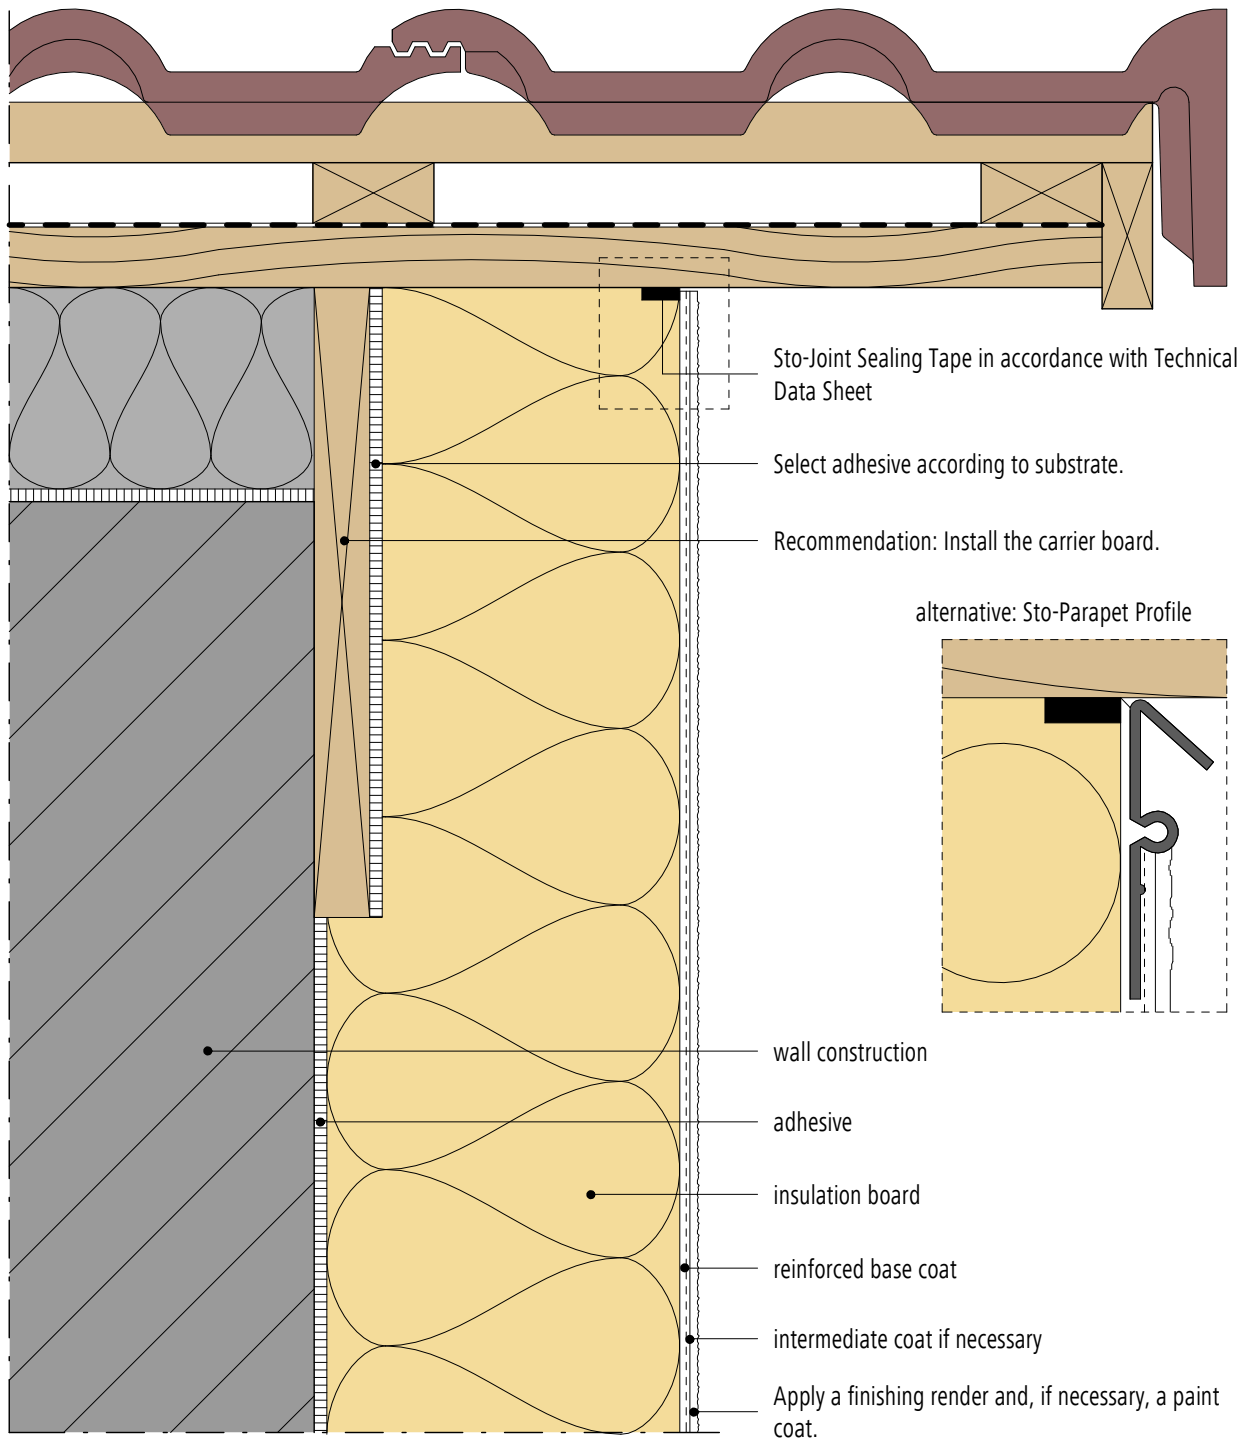 Sto-Joint Sealing Tape in accordance with Technical
Data Sheet
Select adhesive according to substrate.
Recommendation: Install the carrier board.
alternative: Sto-Parapet Profile
wall construction
adhesive
insulation board
reinforced base coat
intermediate coat if necessary
Apply a finishing render and, if necessary, a paint
coat.